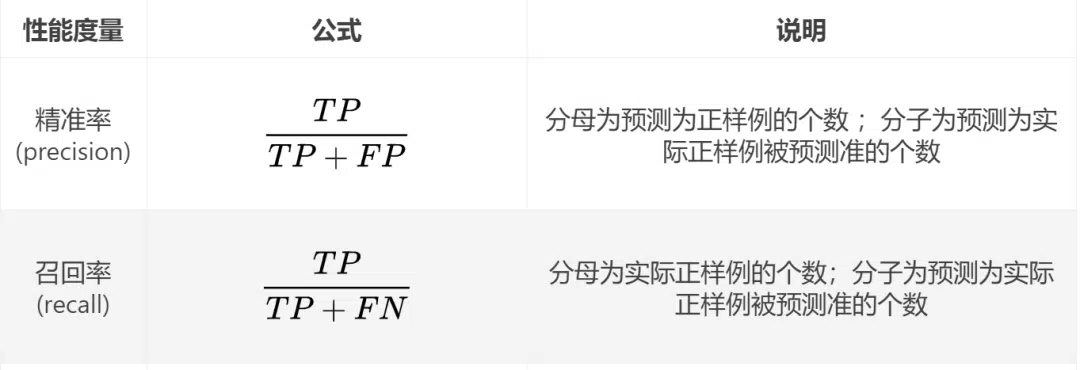 性能度量
公式
说明
精准率
(precision)
TP
TP + FP
分母为预测为正样例的个数 ；分子为预测为实
际正样例被预测准的个数
召回率
(recall)
TP
TP + FN
分母为实际正样例的个数；分子为预测为实际
正样例被预测准的个数